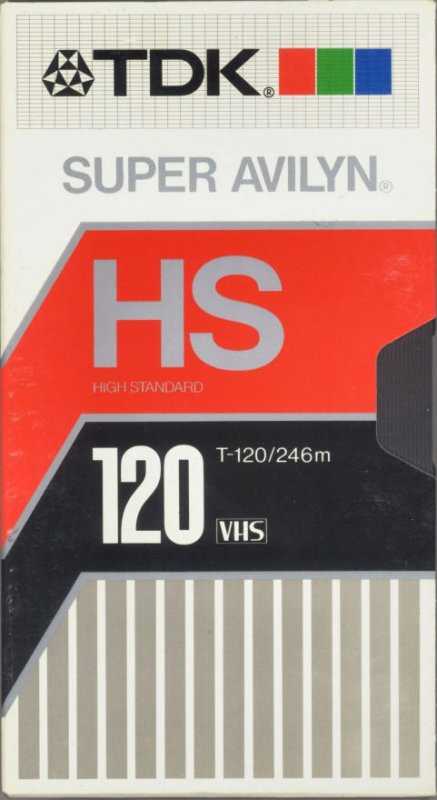 TDK®
SUPER AVILYN®
HS
HIGH STANDARD
120
T-120/246m
VHS